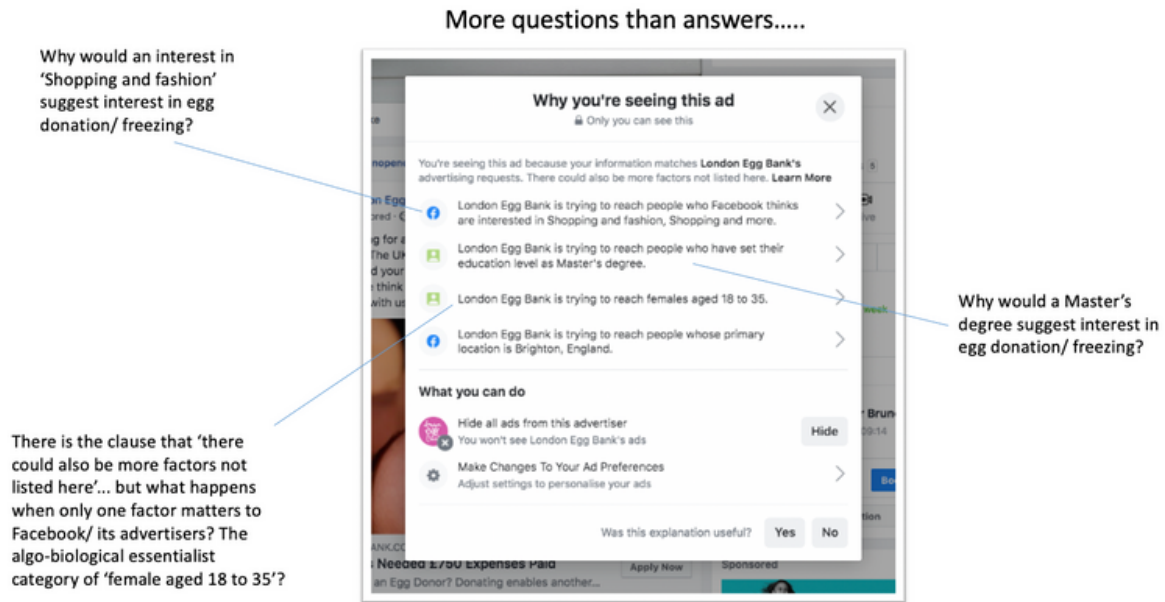 More questions than answers.....
Why would an interest in
‘Shopping and fashion’
suggest interest in egg
donation/ freezing?
Why you're seeing this ad
Only you can see this
You're seeing this ad because your information matches London Egg Bank's
advertising requests. There could also be more factors not listed here. Learn More
London Egg Bank is trying to reach people who Facebook thinks
are interested in Shopping and fashion, Shopping and more.
London Egg Bank is trying to reach people who have set their
education level as Master's degree.
London Egg Bank is trying to reach females aged 18 to 35.
London Egg Bank is trying to reach people whose primary
location is Brighton, England.
What you can do
Hide all ads from this advertiser
You won't see London Egg Bank's ads
Hide
Make Changes To Your Ad Preferences
Adjust settings to personalise your ads
Was this explanation useful? Yes No
Why would a Master’s
degree suggest interest in
egg donation/ freezing?
There is the clause that ‘there
could also be more factors not
listed here’... but what happens
when only one factor matters to
Facebook/ its advertisers? The
algo-biological essentialist
category of ‘female aged 18 to 35’?
week
09:14
Needed £750 Expenses Paid
an Egg Donor? Donating enables another...
Apply Now
Sponsored